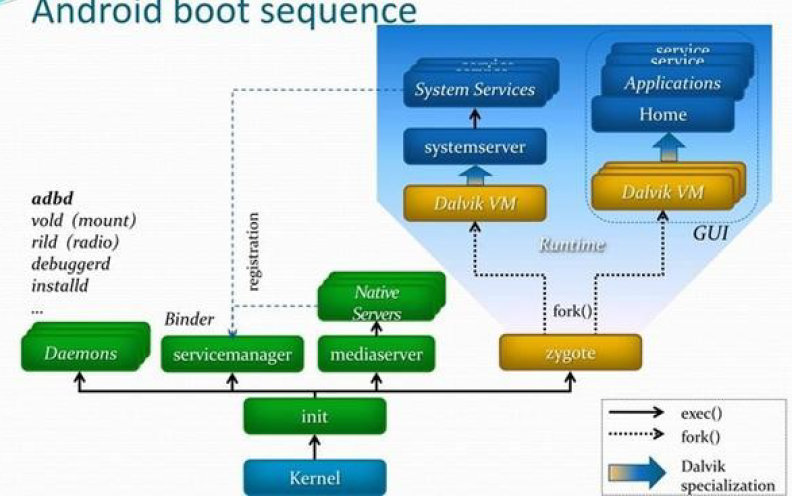 Android boot sequence
service
service
service
System Services
Applications
Home
systemserver
Dalvik VM
Dalvik VM
GUI
Runtime
adbd
vold (mount)
rild (radio)
debuggerd
installd
...
registration
Native
Servers
Binder
fork()
Daemons
servicemanager
mediaserver
zygote
init
Kernel
exec()
fork()
Dalvik
specialization